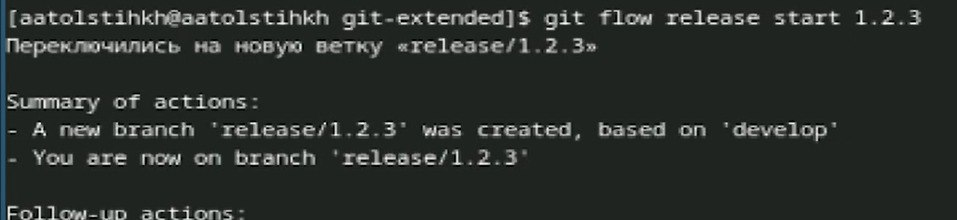 [aatolstihkh@aatolstihkh git-extended]$ git flow release start 1.2.3
Переключились на новую ветку «release/1.2.3»
Summary of actions:
- A new branch 'release/1.2.3' was created, based on 'develop'
- You are now on branch 'release/1.2.3'
Follow-up actions: